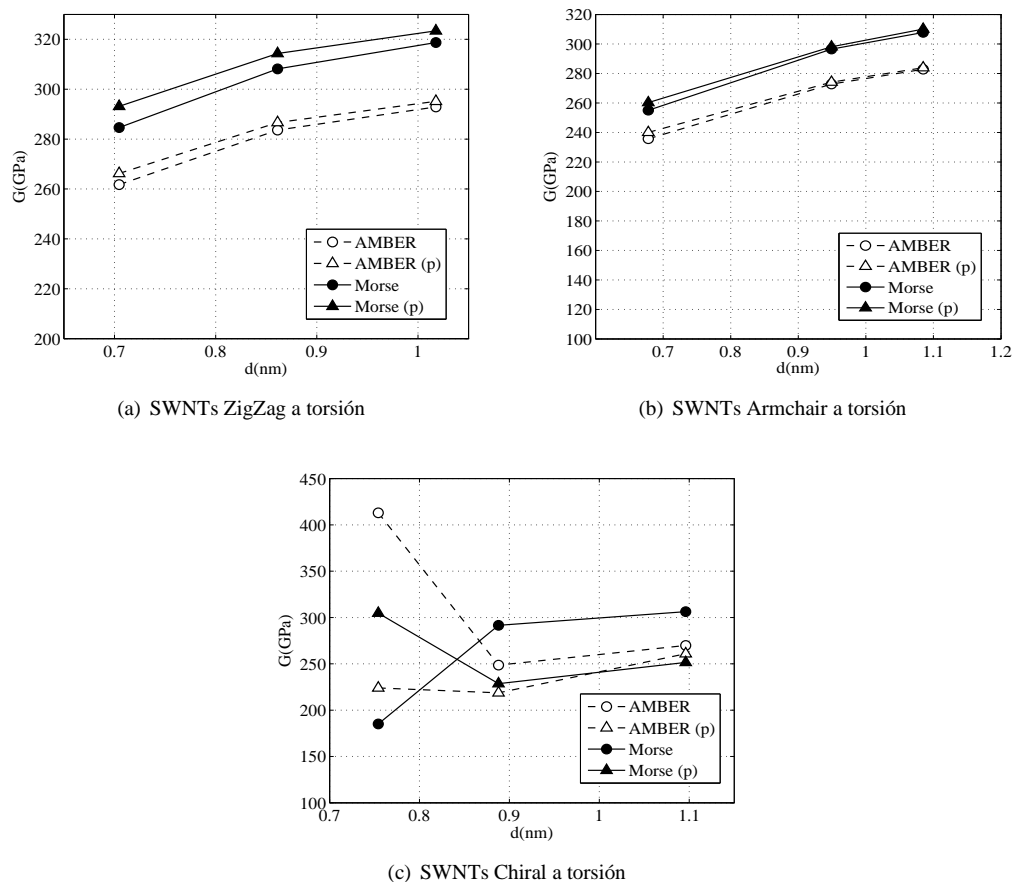 320
300
280
260
240
220
200
G(GPa)
0.7
0.8
0.9
1
d(nm)
AMBER
AMBER (p)
Morse
Morse (p)
(a) SWNTs ZigZag a torsión
320
300
280
260
240
220
200
180
160
140
120
100
G(GPa)
0.7
0.8
0.9
1
1.1
1.2
d(nm)
AMBER
AMBER (p)
Morse
Morse (p)
(b) SWNTs Armchair a torsión
450
400
350
300
250
200
150
100
G(GPa)
0.7
0.8
0.9
1
1.1
d(nm)
AMBER
AMBER (p)
Morse
Morse (p)
(c) SWNTs Chiral a torsión